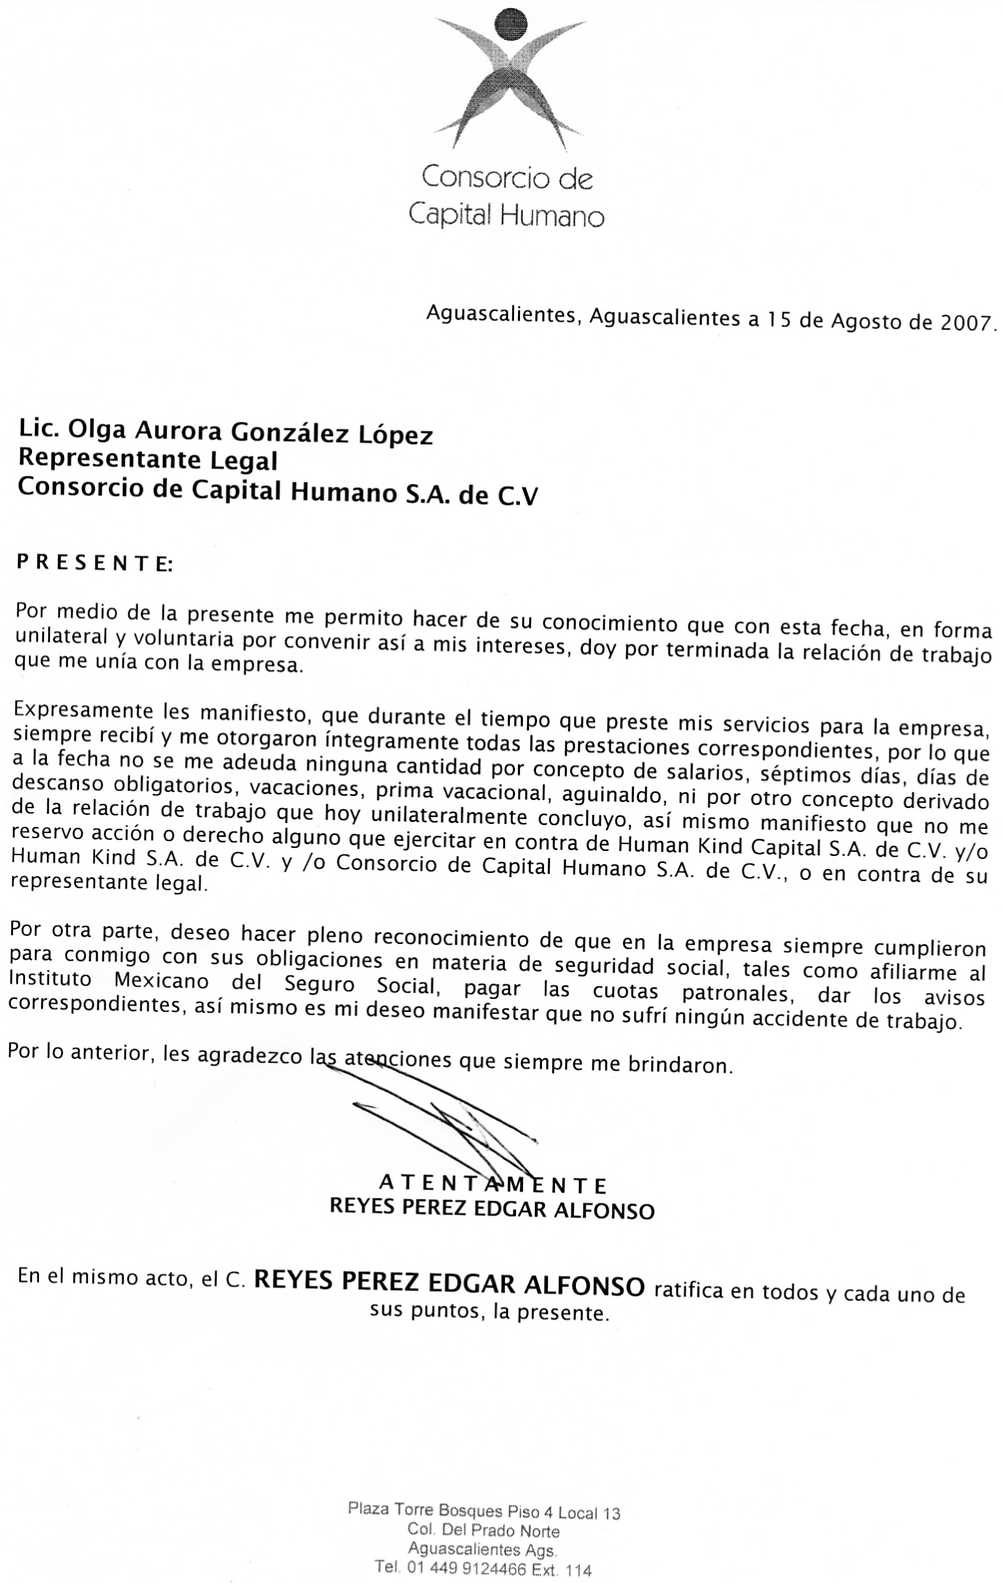 Consorcio de
Capital Humano
Aguascalientes, Aguascalientes a 15 de Agosto de 2007.
Lic. Olga Aurora González López
Representante Legal
Consorcio de Capital Humano S.A. de C.V
P R E S E N T E:
Por medio de la presente me permito hacer de su conocimiento que con esta fecha, en forma
unilateral y voluntaria por convenir así a mis intereses, doy por terminada la relación de trabajo
que me unía con la empresa.
Expresamente les manifiesto, que durante el tiempo que preste mis servicios para la empresa,
siempre recibí y me otorgaron íntegramente todas las prestaciones correspondientes, por lo que
a la fecha no se me adeuda ninguna cantidad por concepto de salarios, séptimos días, días de
descanso obligatorios, vacaciones, prima vacacional, aguinaldo, ni por otro concepto derivado
de la relación de trabajo que hoy unilateralmente concluyo, así mismo manifiesto que no me
reservo acción o derecho alguno que ejercitar en contra de Human Kind Capital S.A. de C.V. y/o
Human Kind S.A. de C.V. y /o Consorcio de Capital Humano S.A. de C.V., o en contra de su
representante legal.
Por otra parte, deseo hacer pleno reconocimiento de que en la empresa siempre cumplieron
para conmigo con sus obligaciones en materia de seguridad social, tales como afiliarme al
Instituto Mexicano del Seguro Social, pagar las cuotas patronales, dar los avisos
correspondientes, así mismo es mi deseo manifestar que no sufrí ningún accidente de trabajo.
Por lo anterior, les agradezco las atenciones que siempre me brindaron.
A T E N T A M E N T E
REYES PEREZ EDGAR ALFONSO
En el mismo acto, el C. REYES PEREZ EDGAR ALFONSO ratifica en todos y cada uno de
sus puntos, la presente.
Plaza Torre Bosques Piso 4 Local 13
Col. Del Prado Norte
Aguascalientes Ags.
Tel. 01 449 9124466 Ext. 114